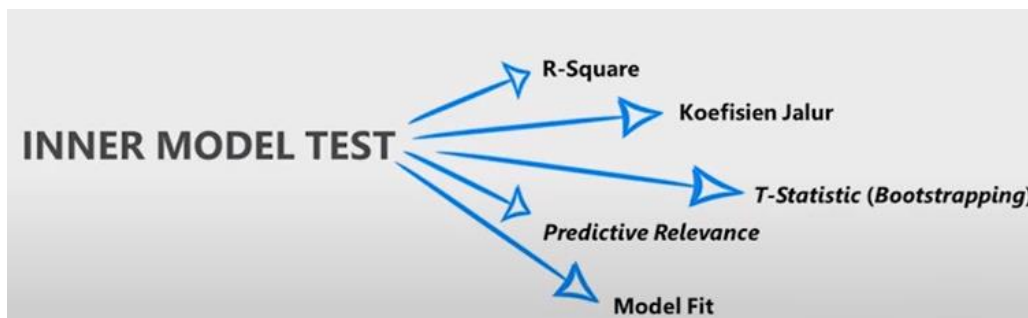 INNER MODEL TEST
R-Square
Koefisien Jalur
T-Statistic (Bootstrapping)
Predictive Relevance
Model Fit